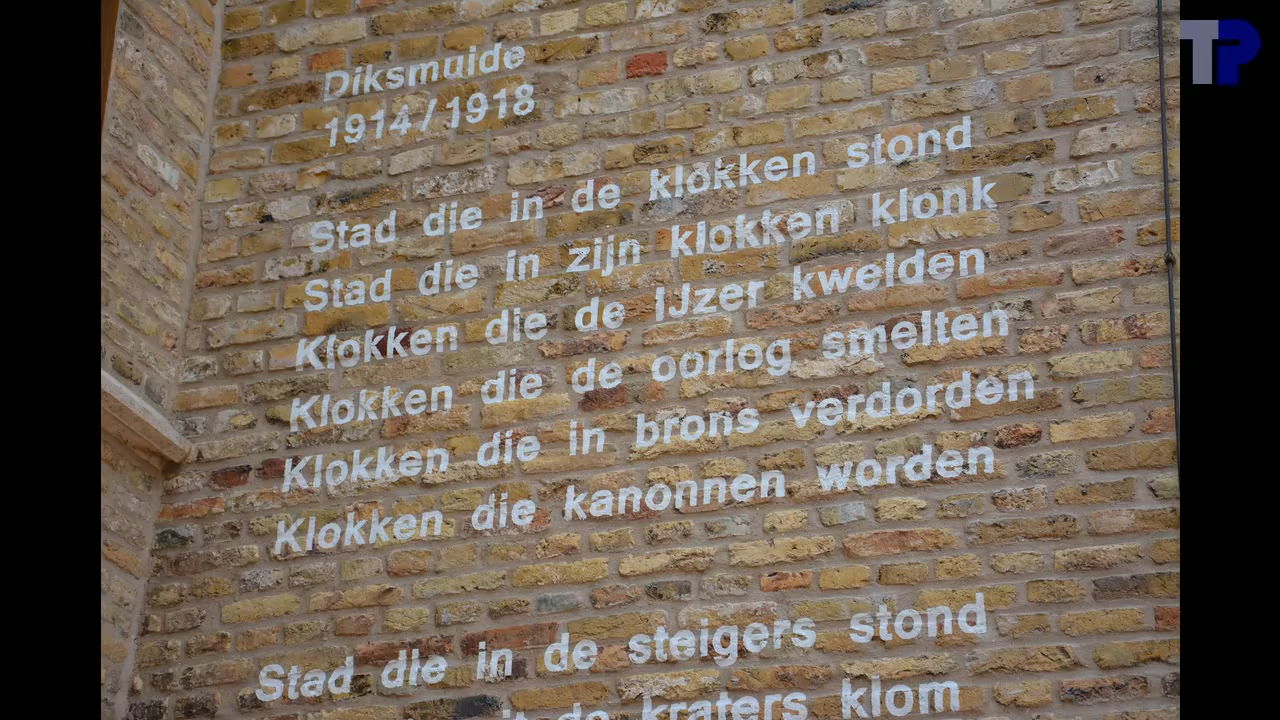 TP
Diksmuide
1914 / 1918
Stad die in de klokken stond
Stad die in zijn klokken klonk
Klokken die de IJzer kwelden
Klokken die de oorlog smelten
Klokken die in brons verdorden
Klokken die kanonnen worden
Stad die in de steigers stond
de kraters klom